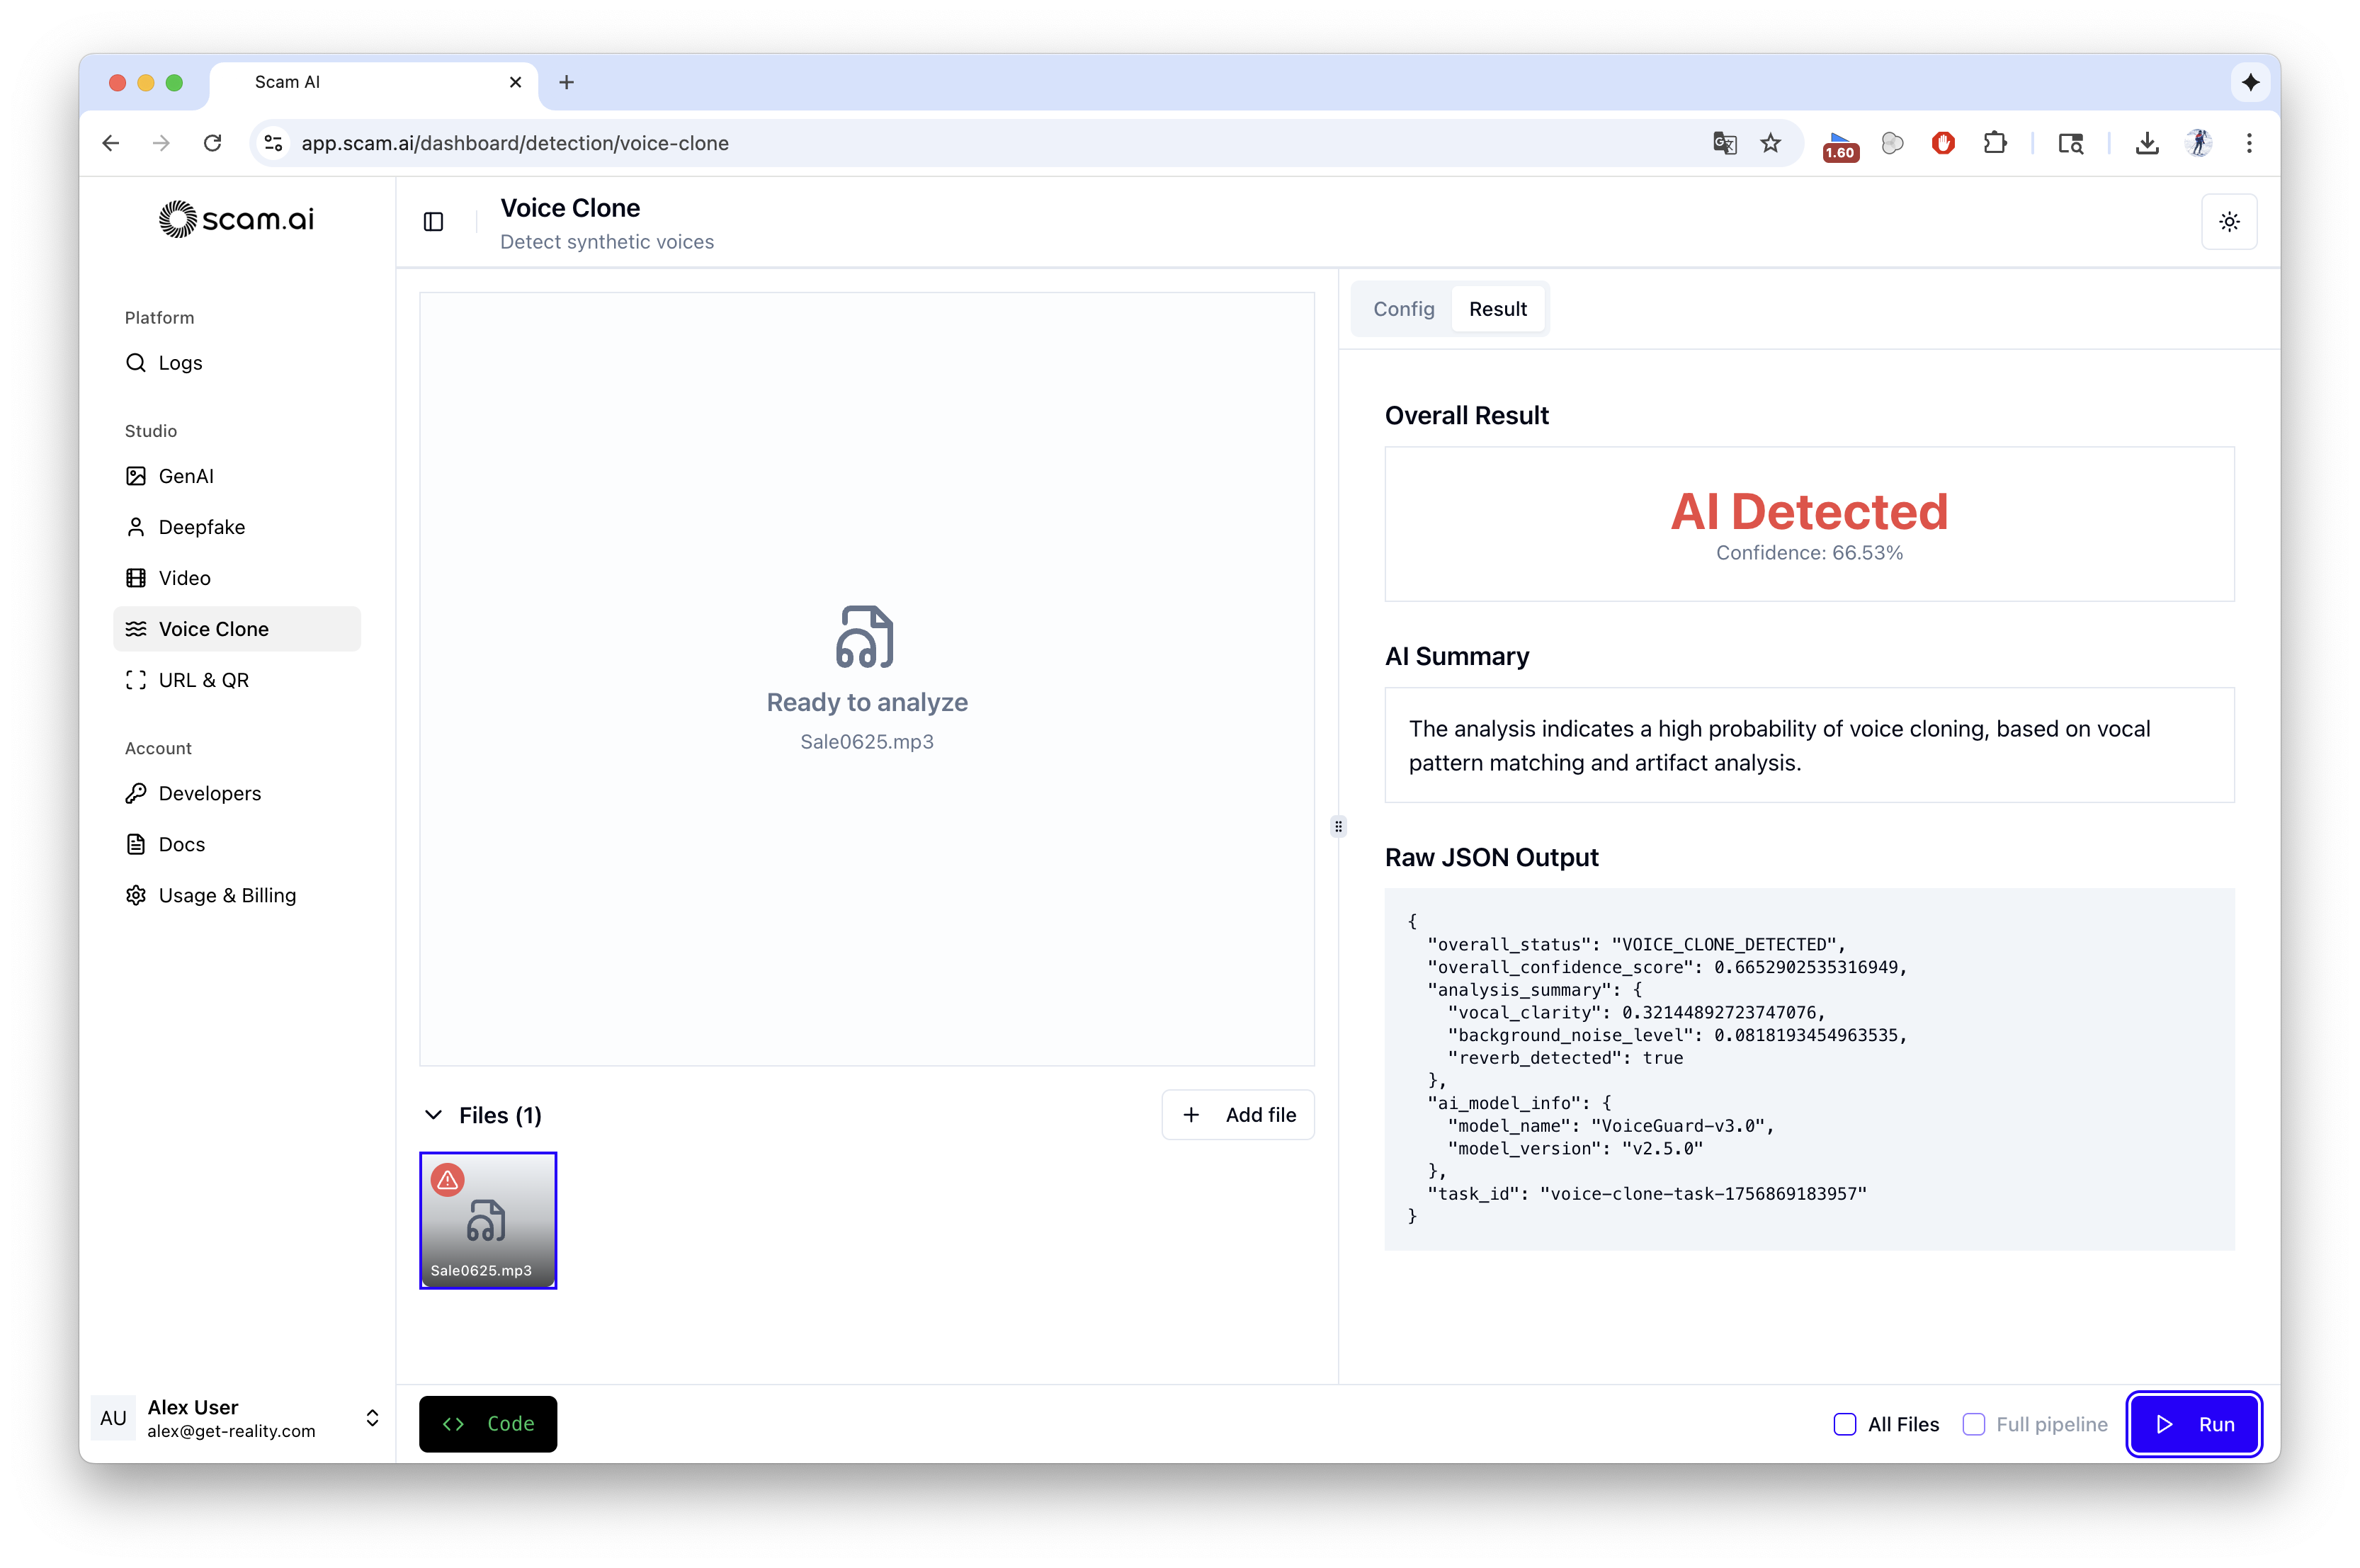 Scam AI
app.scam.ai/dashboard/detection/voice-clone
1.60
scam.ai
Platform
Logs
Studio
GenAI
Deepfake
Video
Voice Clone
URL & QR
Account
Developers
Docs
Usage & Billing
AU
Alex User
alex@get-reality.com
Voice Clone
Detect synthetic voices
Ready to analyze
Sale0625.mp3
Files (1)
Add file
Sale0625.mp3
Code
Config
Result
Overall Result
AI Detected
Confidence: 66.53%
AI Summary
The analysis indicates a high probability of voice cloning, based on vocal
pattern matching and artifact analysis.
Raw JSON Output
{
  "overall_status": "VOICE_CLONE_DETECTED",
  "overall_confidence_score": 0.6652902535316949,
  "analysis_summary": {
    "vocal_clarity": 0.32144892723747076,
    "background_noise_level": 0.0818193454963535,
    "reverb_detected": true
  },
  "ai_model_info": {
    "model_name": "VoiceGuard-v3.0",
    "model_version": "v2.5.0"
  },
  "task_id": "voice-clone-task-1756869183957"
}
All Files
Full pipeline
Run